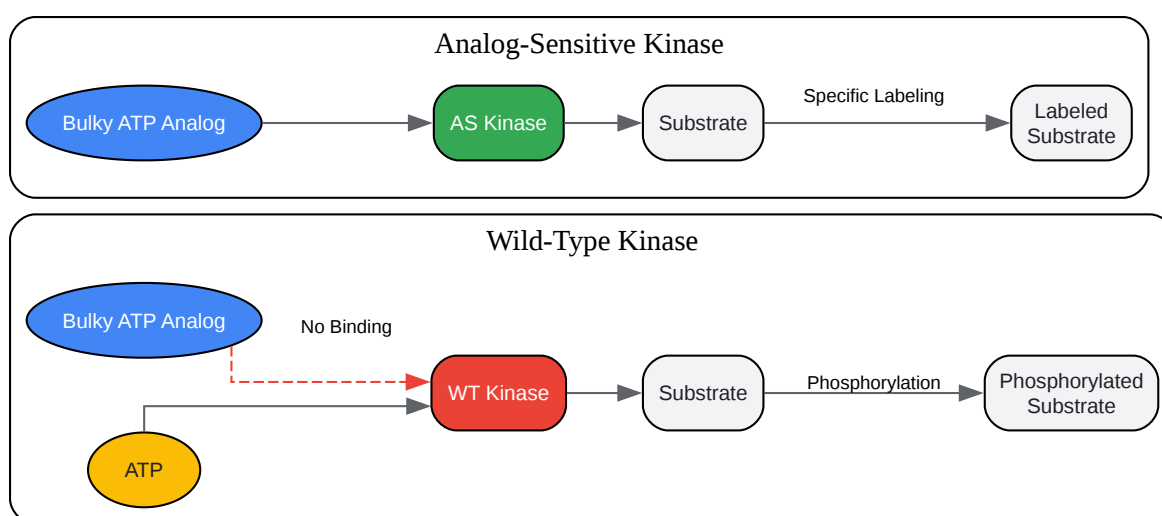 Analog-Sensitive Kinase
Bulky ATP Analog
AS Kinase
Substrate
Specific Labeling
Labeled
Substrate
Wild-Type Kinase
Bulky ATP Analog
No Binding
ATP
WT Kinase
Substrate
Phosphorylation
Phosphorylated
Substrate